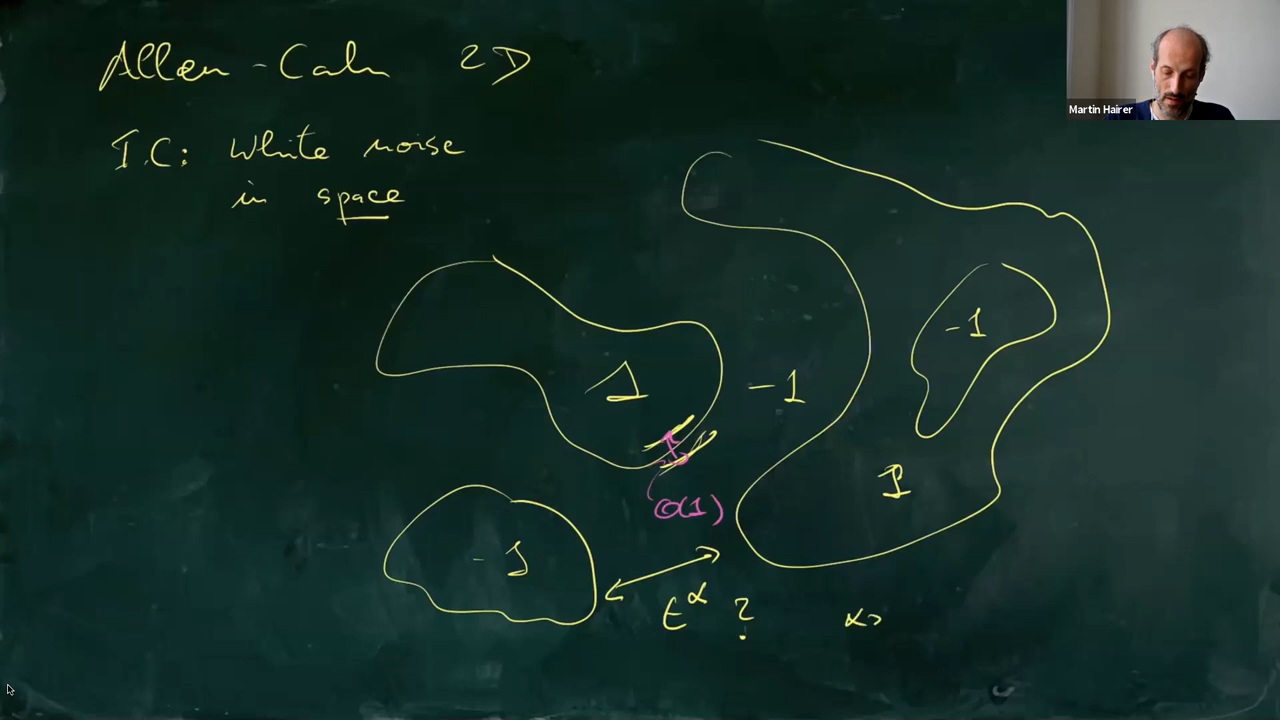 Allen-Cahn 2D
I.C: White noise
in space
Martin Hairer
1
-1
-1
1
O(1)
-1
t^α ?
α>